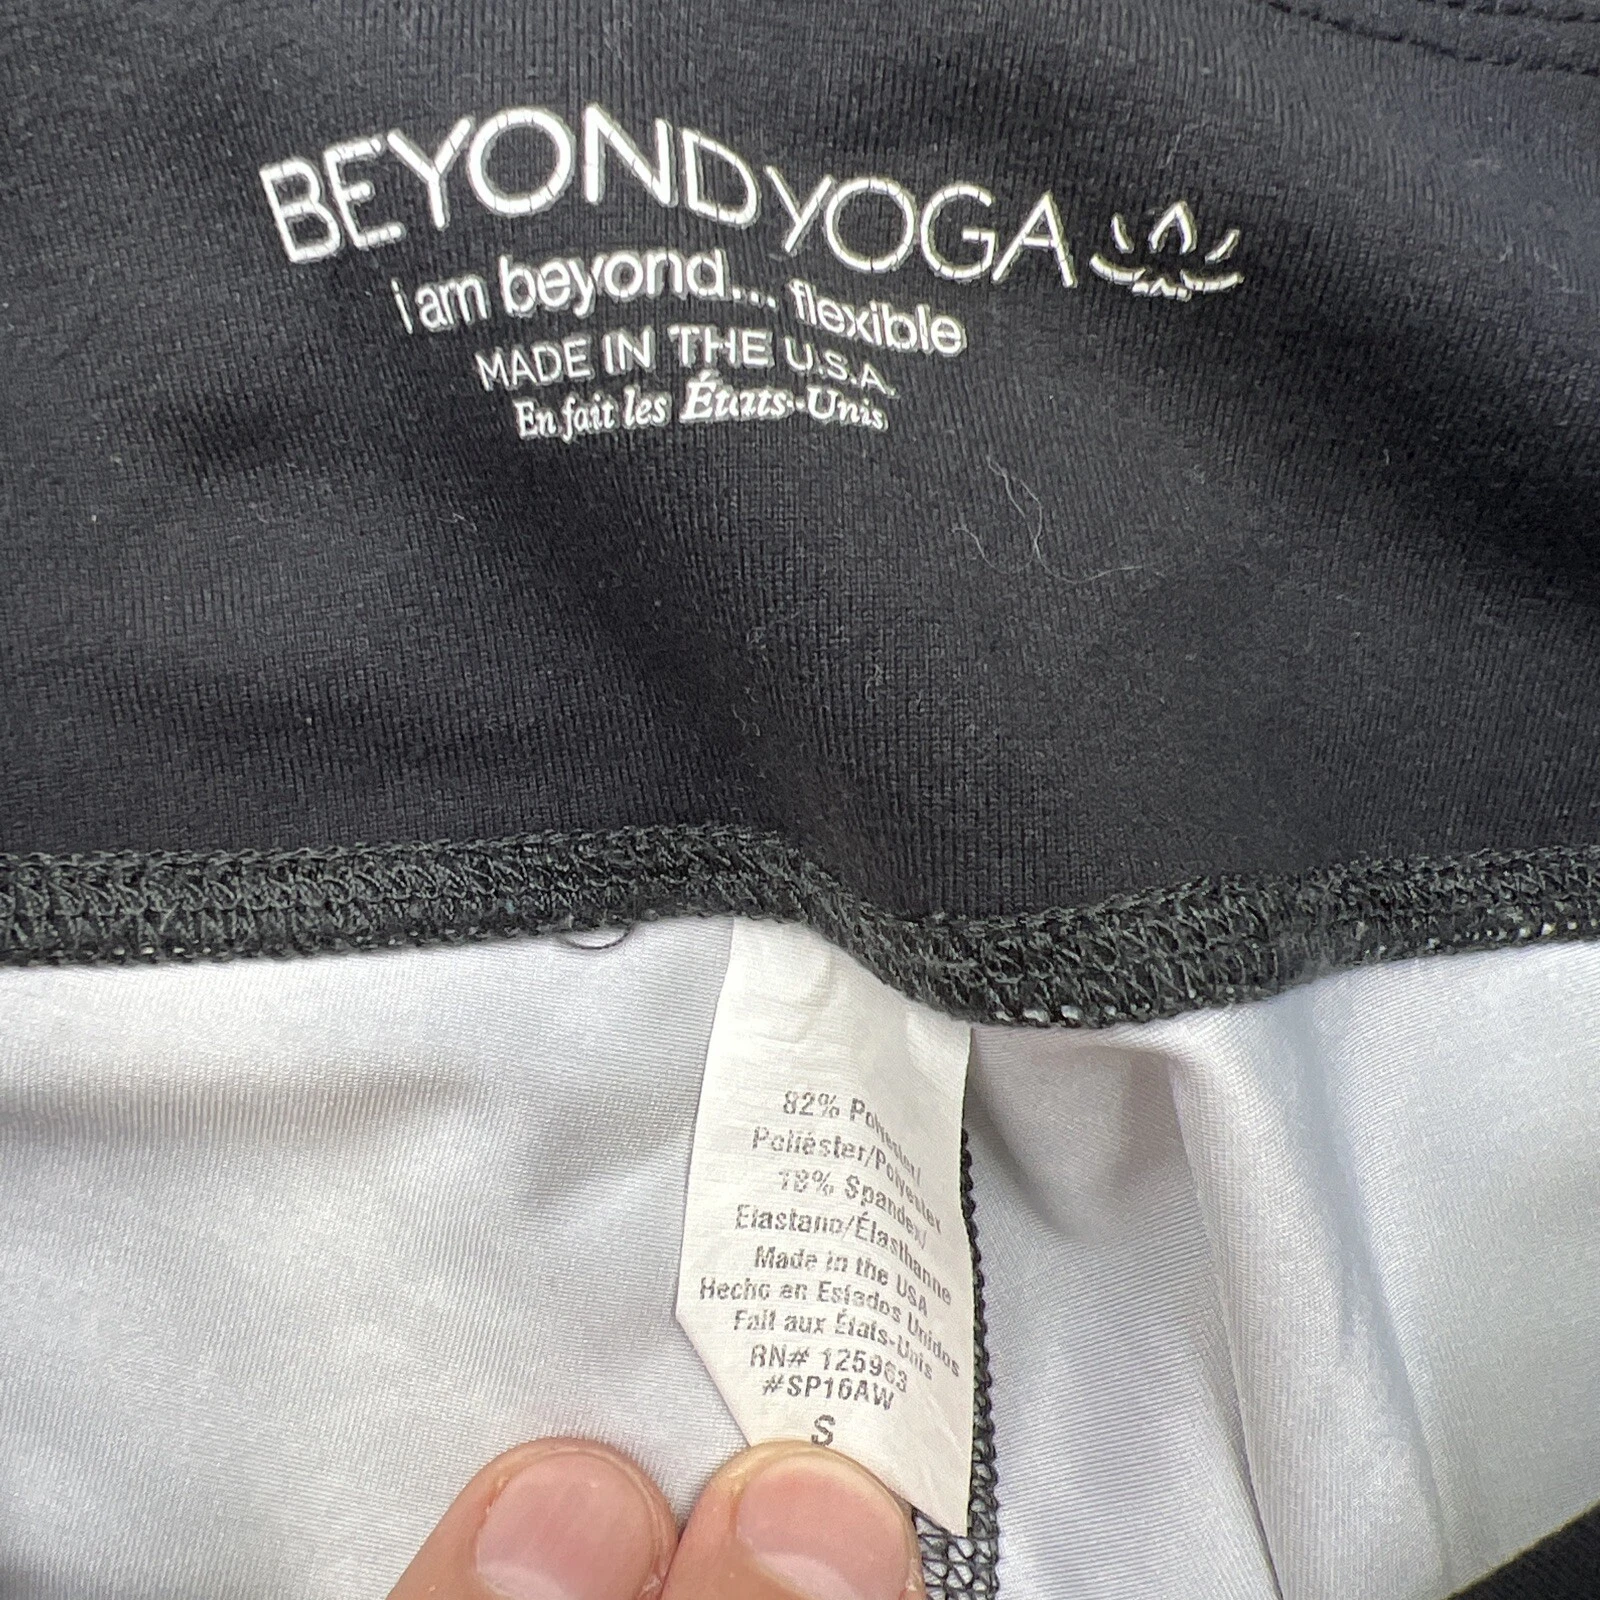 BEYOND YOGA
i am beyond... flexible
MADE IN THE U.S.A.
En fait les États-Unis
82% Polyester/
Poliéster/Polyester
18% Spandex/
Elastano/Élasthanne
Made in the USA
Hecho en Estados Unidos
Fait aux États-Unis
RN# 125963
#SP16AW
S